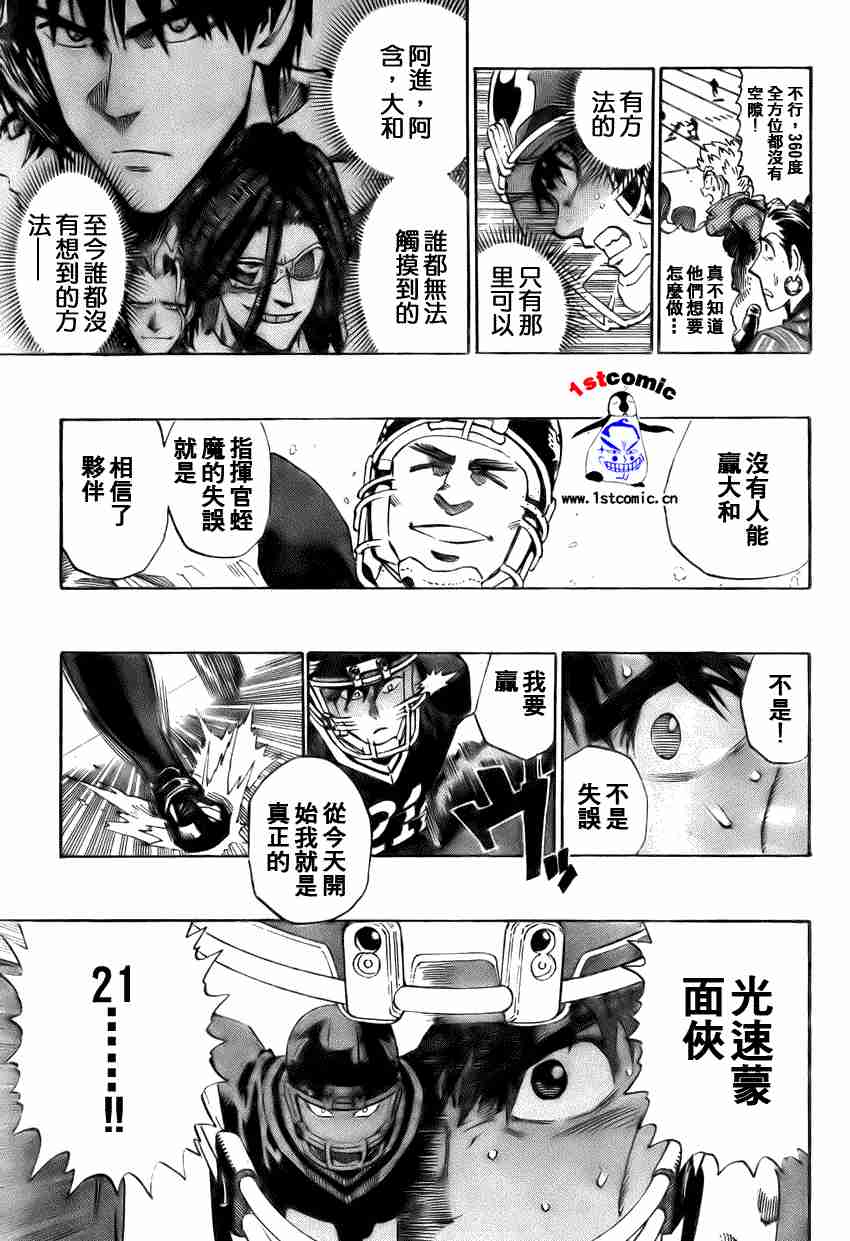 不行，360度
全方位都沒有
空隙！
真不知道
他們想要
怎麼做…
有方
法的
只有那
里可以
阿進，阿
含，大和
誰都無法
觸摸到的
至今誰都沒
有想到的方
法——
1stcomic
www.1stcomic.cn
沒有人能
贏大和
指揮官蛭
魔的失誤
就是
相信了
夥伴
不是！
不是
失誤
我要
贏
21
從今天開
始我就是
真正的
光速蒙
面俠
21
……!!